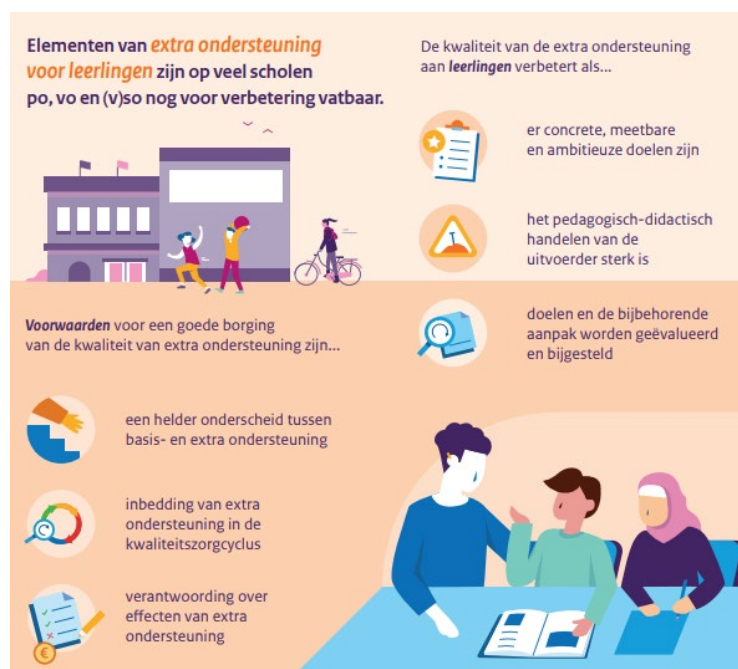 Elementen van extra ondersteuning
voor leerlingen zijn op veel scholen
po, vo en (v)so nog voor verbetering vatbaar.
De kwaliteit van de extra ondersteuning
aan leerlingen verbetert als...
er concrete, meetbare
en ambitieuze doelen zijn
het pedagogisch-didactisch
handelen van de
uitvoerder sterk is
doelen en de bijbehorende
aanpak worden geëvalueerd
en bijgesteld
Voorwaarden voor een goede borging
van de kwaliteit van extra ondersteuning zijn...
een helder onderscheid tussen
basis- en extra ondersteuning
inbedding van extra
ondersteuning in de
kwaliteitszorgcyclus
verantwoording over
effecten van extra
ondersteuning
€